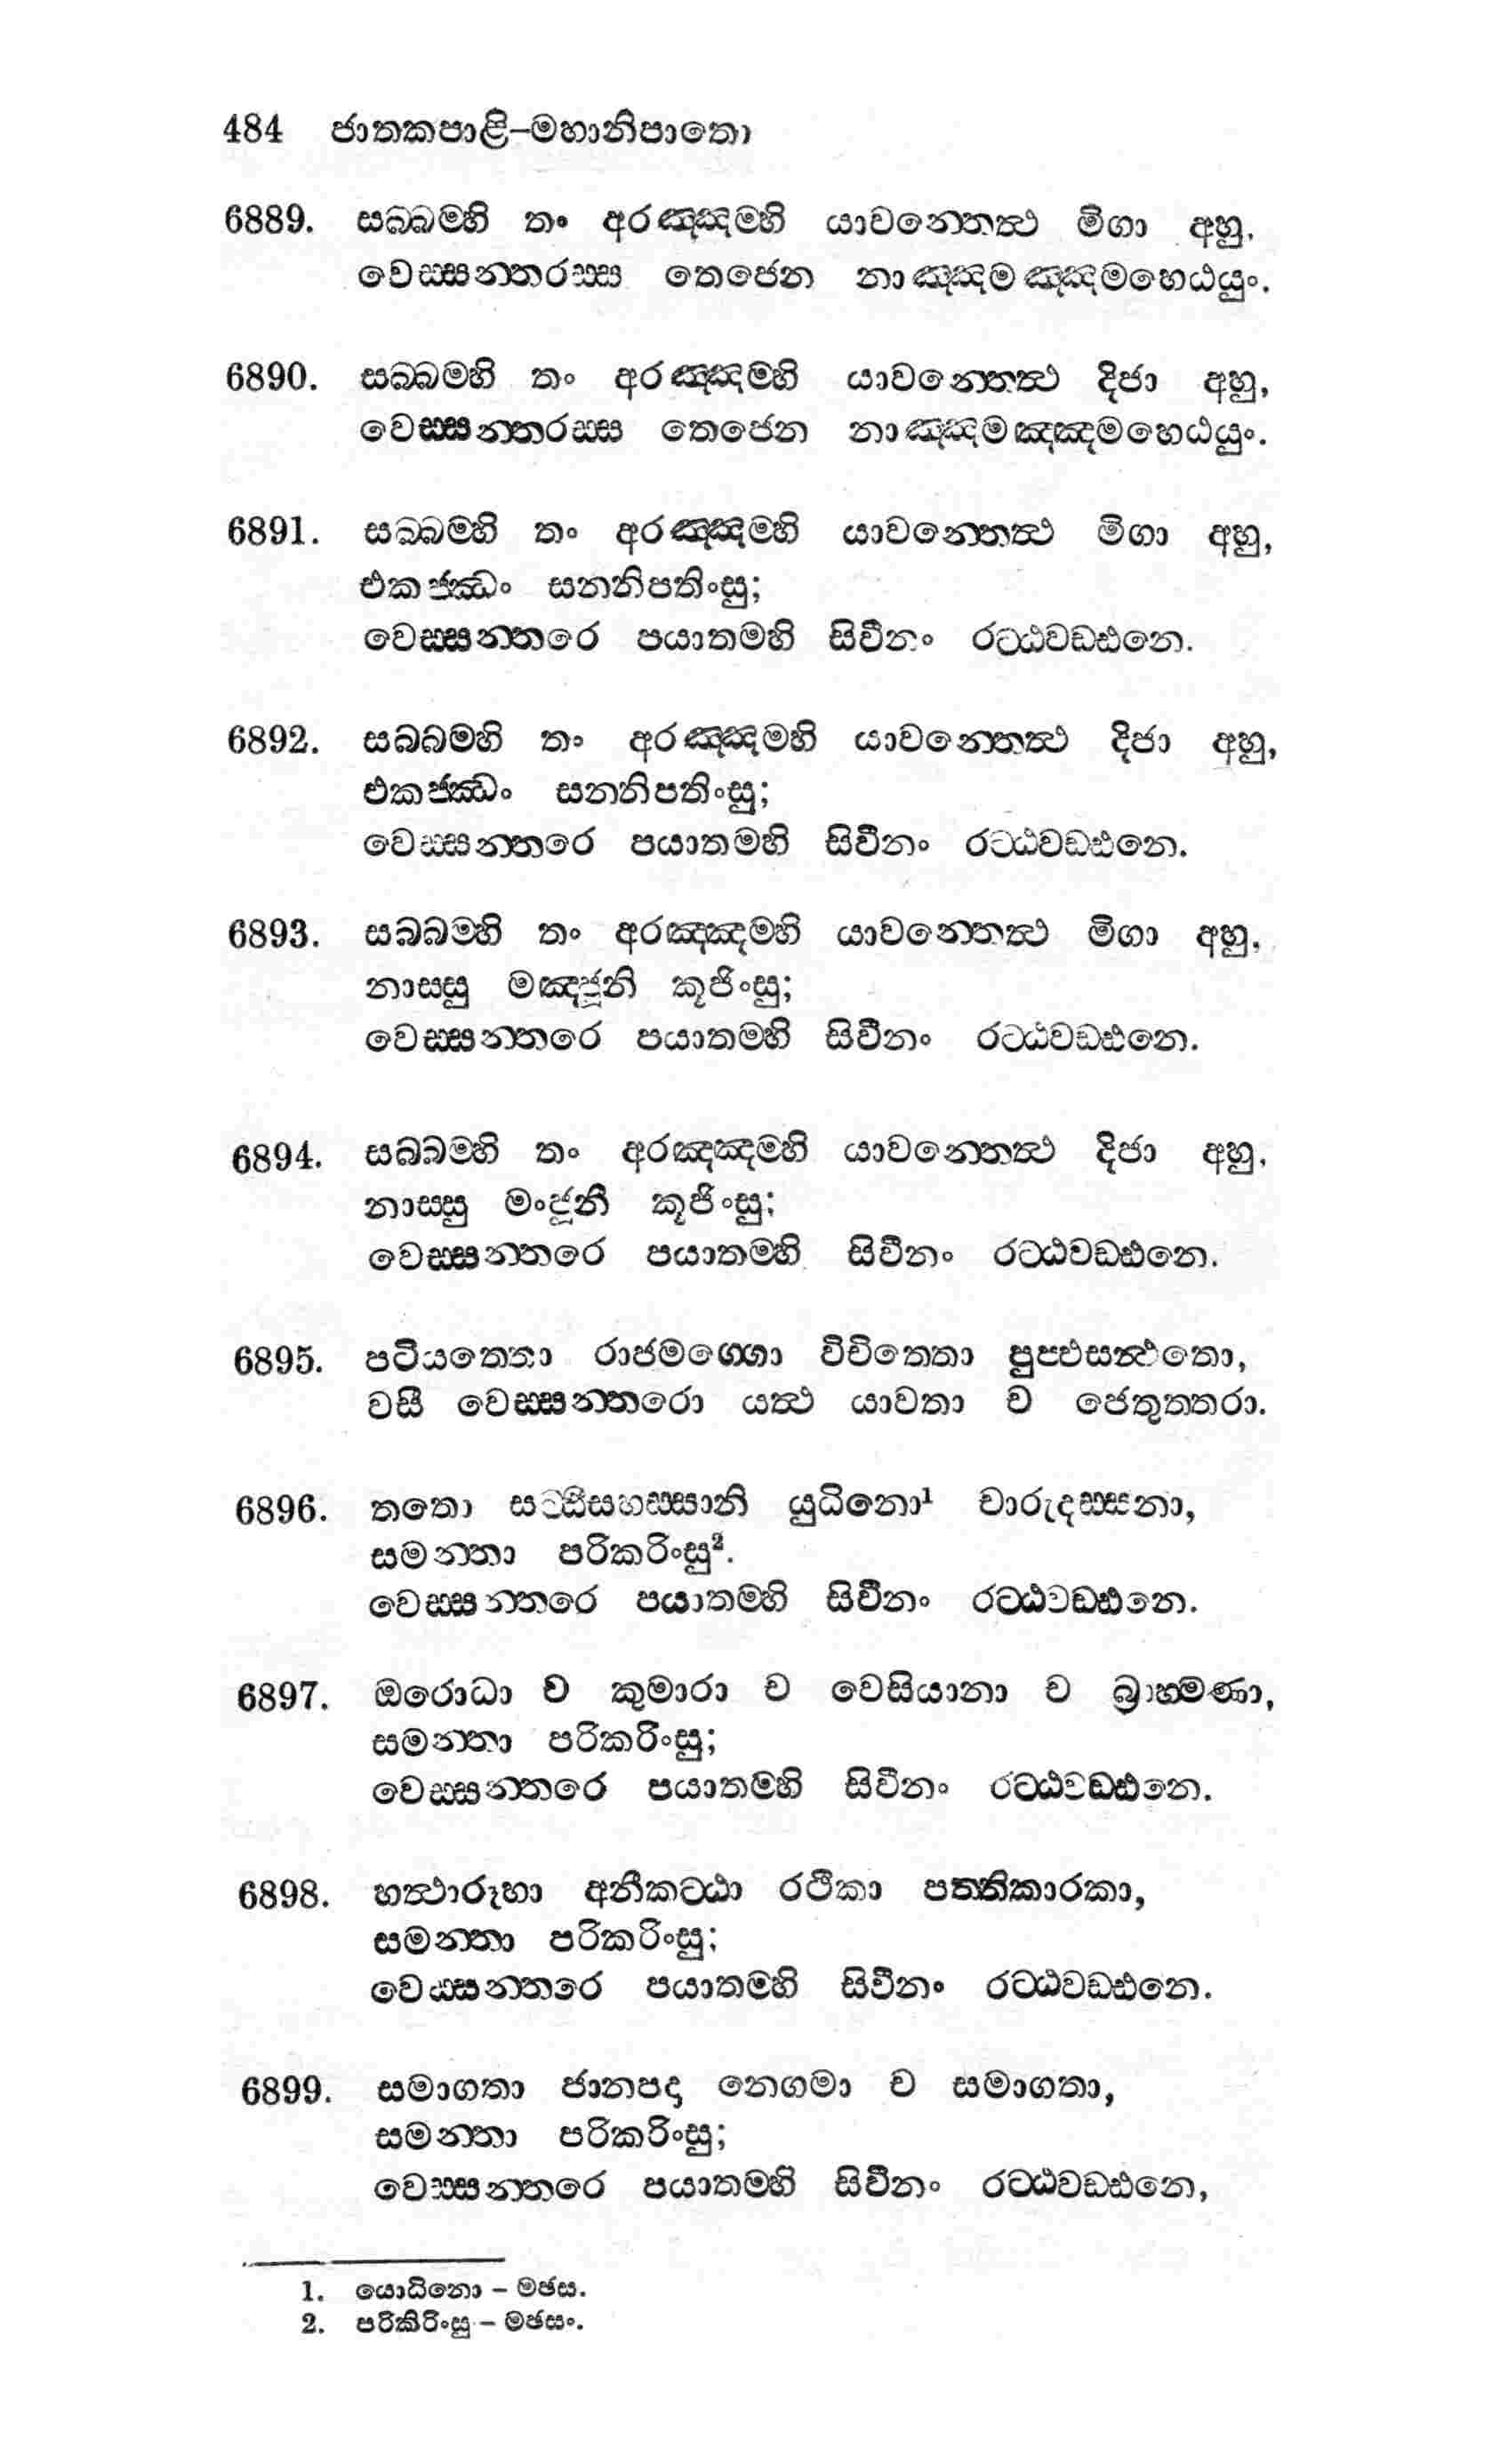 484 ජාතකපාළි–මහානිපාතො
6889. සබ්බම්හි තං අරඤ්ඤම්හි යාවන්තෙත්ථ මිගා අහු,
වෙස්සන්තරස්ස තෙජෙන නාඤ්ඤමඤ්ඤමහෙඨයුං.
6890. සබ්බම්හි තං අරඤ්ඤම්හි යාවන්තෙත්ථ දිජා අහු,
වෙස්සන්තරස්ස තෙජෙන නාඤ්ඤමඤ්ඤමහෙඨයුං.
6891. සබ්බම්හි තං අරඤ්ඤම්හි යාවන්තෙත්ථ මිගා අහු,
එකජ්ඣං සන්නිපතිංසු;
වෙස්සන්තරෙ පයාතම්හි සිවීනං රට්ඨවඩ්ඪනෙ.
6892. සබ්බම්හි තං අරඤ්ඤම්හි යාවන්තෙත්ථ දිජා අහු,
එකජ්ඣං සන්නිපතිංසු;
වෙස්සන්තරෙ පයාතම්හි සිවීනං රට්ඨවඩ්ඪනෙ.
6893. සබ්බම්හි තං අරඤ්ඤම්හි යාවන්තෙත්ථ මිගා අහු,
නාස්සු මඤ්ජූනි කූජිංසු;
වෙස්සන්තරෙ පයාතම්හි සිවීනං රට්ඨවඩ්ඪනෙ.
6894. සබ්බම්හි තං අරඤ්ඤම්හි යාවන්තෙත්ථ දිජා අහු,
නාස්සු මංජූනි කූජිංසු;
වෙස්සන්තරෙ පයාතම්හි සිවීනං රට්ඨවඩ්ඪනෙ.
6895. පටියත්තො රාජමග්ගො විචිත්තො පුප්ඵසන්ථතො,
වසී වෙස්සන්තරො යත්ථ යාවතා ච ජෙතුත්තරා.
6896. තතො සට්ඨීසහස්සානි යුධිනො¹ චාරුදස්සනා,
සමන්තා පරිකරිංසු².
වෙස්සන්තරෙ පයාතම්හි සිවීනං රට්ඨවඩ්ඪනෙ.
6897. ඔරොධා ච කුමාරා ච වෙසියානා ච බ්‍රාහ්මණා,
සමන්තා පරිකරිංසු;
වෙස්සන්තරෙ පයාතම්හි සිවීනං රට්ඨවඩ්ඪනෙ.
6898. හත්ථාරූහා අනීකට්ඨා රථිකා පත්තිකාරකා,
සමන්තා පරිකරිංසු;
වෙස්සන්තරෙ පයාතම්හි සිවීනං රට්ඨවඩ්ඪනෙ.
6899. සමාගතා ජානපදා නෙගමා ච සමාගතා,
සමන්තා පරිකරිංසු;
වෙස්සන්තරෙ පයාතම්හි සිවීනං රට්ඨවඩ්ඪනෙ,
1. යොධිනො – මඡසං.
2. පරිකිරිංසු – මඡසං.